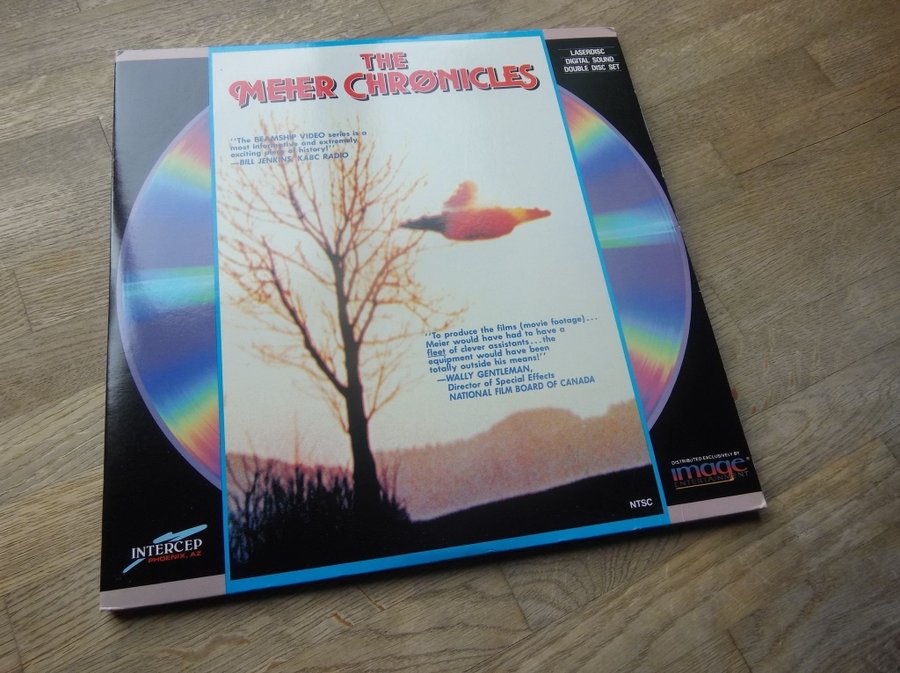 THE
MEIER CHRØNICLES
LASERDISC
DIGITAL SOUND
DOUBLE DISC SET
"The BEAMSHIP VIDEO series is a
most informative and extremely
exciting piece of history!"
—BILL JENKINS, KABC RADIO
"To produce the films (movie footage)...
Meier would have had to have a
fleet of clever assistants...the
equipment would have been
totally outside his means!"
—WALLY GENTLEMAN,
Director of Special Effects
NATIONAL FILM BOARD OF CANADA
DISTRIBUTED EXCLUSIVELY BY
image®
ENTERTAINMENT
NTSC
INTERCEP
PHOENIX, AZ